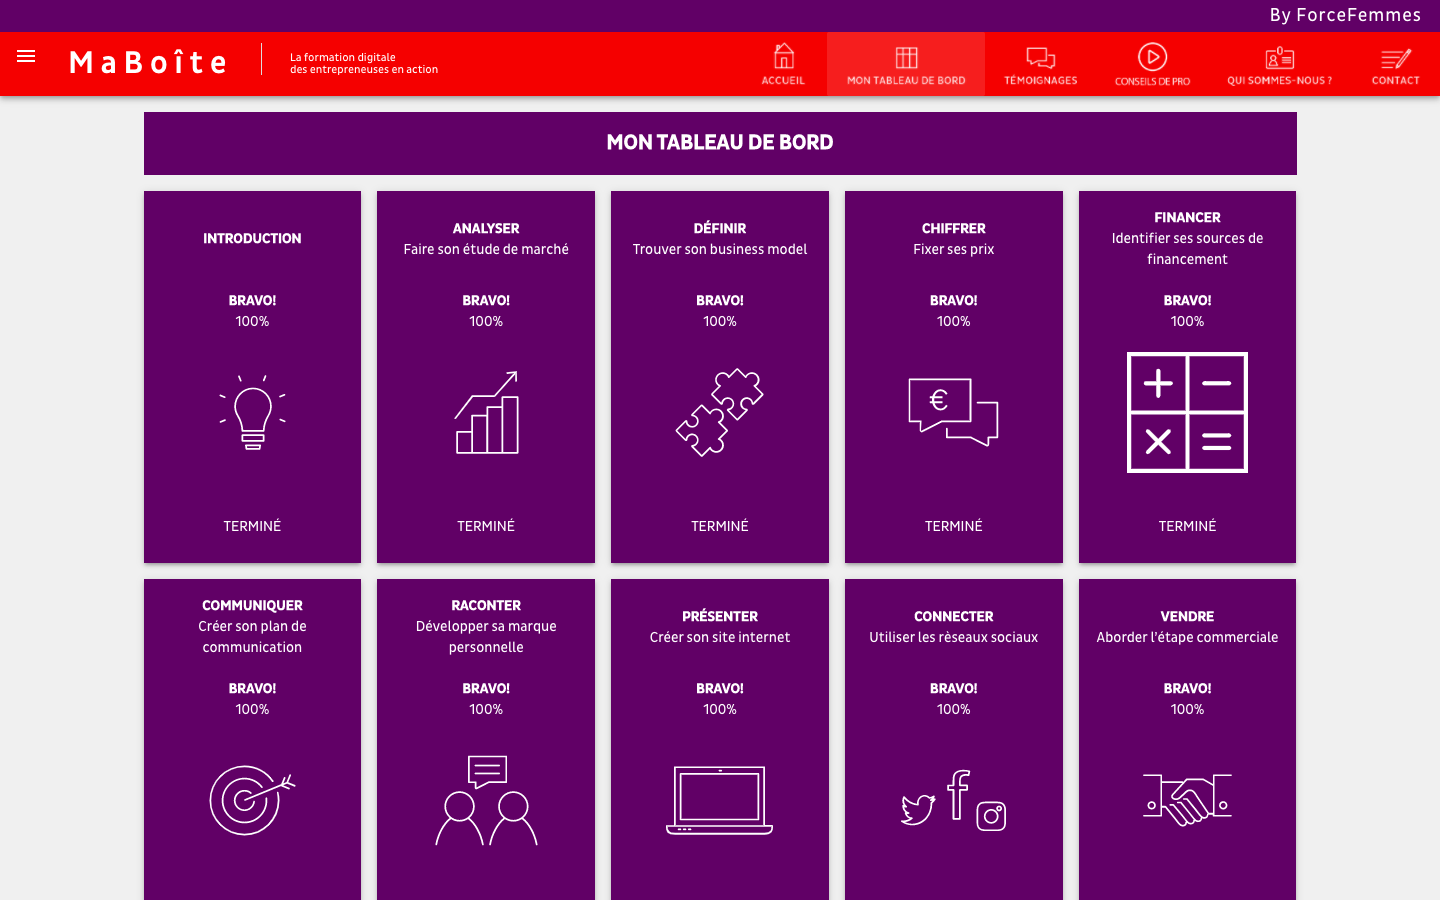 By ForceFemmes
MaBoîte
La formation digitale
des entrepreneuses en action
ACCUEIL
MON TABLEAU DE BORD
TÉMOIGNAGES
CONSEILS DE PRO
QUI SOMMES-NOUS ?
CONTACT
MON TABLEAU DE BORD
INTRODUCTION
BRAVO!
100%
TERMINÉ
ANALYSER
Faire son étude de marché
BRAVO!
100%
TERMINÉ
DÉFINIR
Trouver son business model
BRAVO!
100%
TERMINÉ
CHIFFRER
Fixer ses prix
BRAVO!
100%
€
TERMINÉ
FINANCER
Identifier ses sources de
financement
BRAVO!
100%
TERMINÉ
COMMUNIQUER
Créer son plan de
communication
BRAVO!
100%
RACONTER
Développer sa marque
personnelle
BRAVO!
100%
PRÉSENTER
Créer son site internet
BRAVO!
100%
CONNECTER
Utiliser les rèseaux sociaux
BRAVO!
100%
VENDRE
Aborder l'étape commerciale
BRAVO!
100%